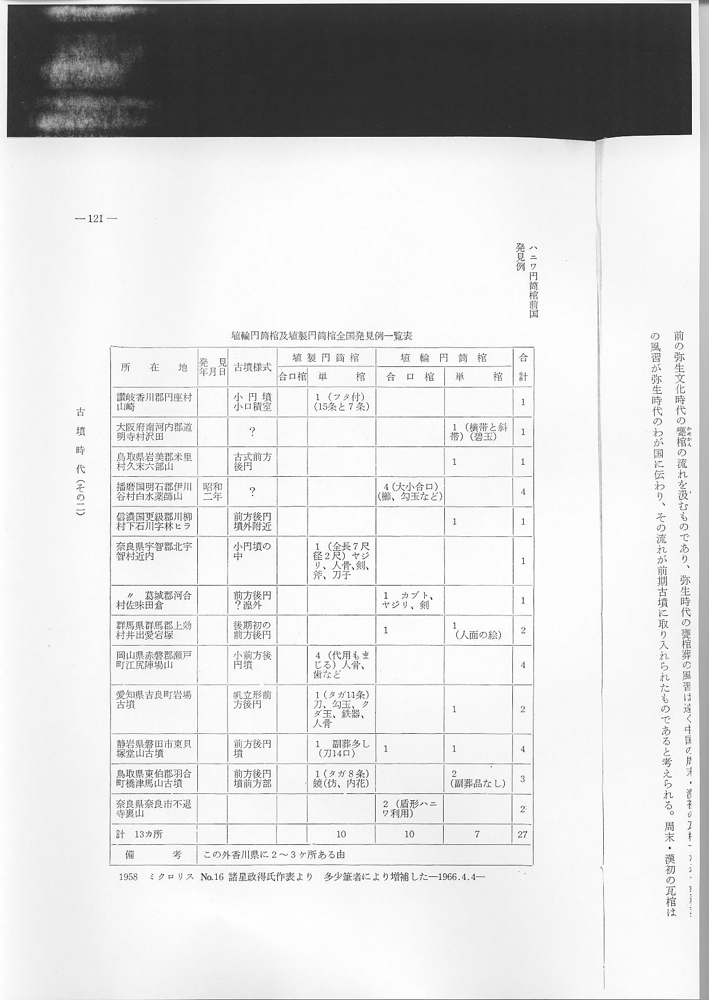 前の弥生文化時代の甕棺の流れを汲むものであり、弥生時代の甕棺葬の風習は遠く中国の周末・漢初の
かめかん
く
の風習が弥生時代のわが国に伝わり、その流れが前期古墳に取り入れられたものであると考えられる。周末・漢初の瓦棺は
ハニワ円筒棺前国
発見例
埴輪円筒棺及埴製円筒棺全国発見例一覧表
所在地 発見年月日 古墳様式 埴製円筒棺 埴輪円筒棺 合計
合口棺 単棺 合口棺 単棺
讃岐香川郡円座村 小円墳 1（フタ付）
山崎 小口積室 （15条と7条） 1
大阪府南河内郡道 ？ 1（横帯と斜
明寺村沢田 帯）（碧玉） 1
鳥取県岩美郡米里 古式前方
村久末六部山 後円 1 1
播磨国明石郡伊川 昭和 ？ 4（大小合口）
谷村白水薬師山 二年 （櫛、勾玉など） 4
信濃国更級郡川柳 前方後円
村下石川字林ヒラ 墳外附近 1 1
奈良県宇智郡北宇 小円墳の 1（全長7尺
智村近内 中 径2尺）ヤジ
リ、人骨、剣、 1
斧、刀子
〃 葛城郡河合 前方後円 1 カブト、
村佐味田倉 ？湟外 ヤジリ、剣 1
群馬県群馬郡上効 後期初の 1
村井出愛宕塚 前方後円 1 （人面の絵） 2
岡山県赤磐郡瀬戸 小前方後 4（代用もま
町江尻陣場山 円墳 じる）人骨、 4
歯など
愛知県吉良町岩場 帆立形前 1（タガ11条）
古墳 方後円 刀、勾玉、ク
ダ玉、鉄器、 1 2
人骨
静岩県磐田市東貝 前方後円 1 副葬多し
塚堂山古墳 墳 （刀14口） 1 1 4
鳥取県東伯郡羽合 前方後円 1（タガ8条） 2
町橋津馬山古墳 墳前方部 鏡（仿、内花） （副葬品なし） 3
奈良県奈良市不退 2（盾形ハニ
寺裏山 ワ利用） 2
計 13カ所 10 10 7 27
備考 この外香川県に2〜3ヶ所ある由
1958 ミクロリス No.16 諸星政得氏作表より 多少筆者により増補した—1966.4.4—
古墳時代（その二）
—121—